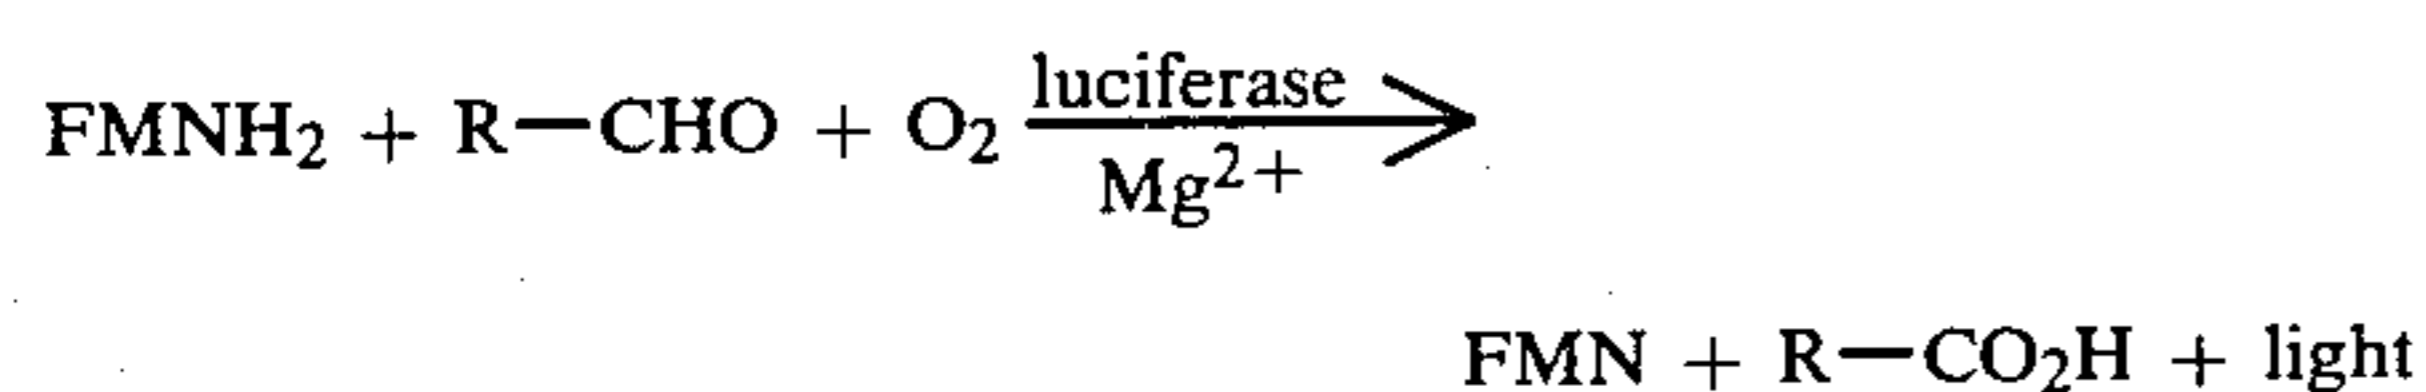 FMNH₂ + R—CHO + O₂ luciferase Mg²⁺
FMN + R—CO₂H + light